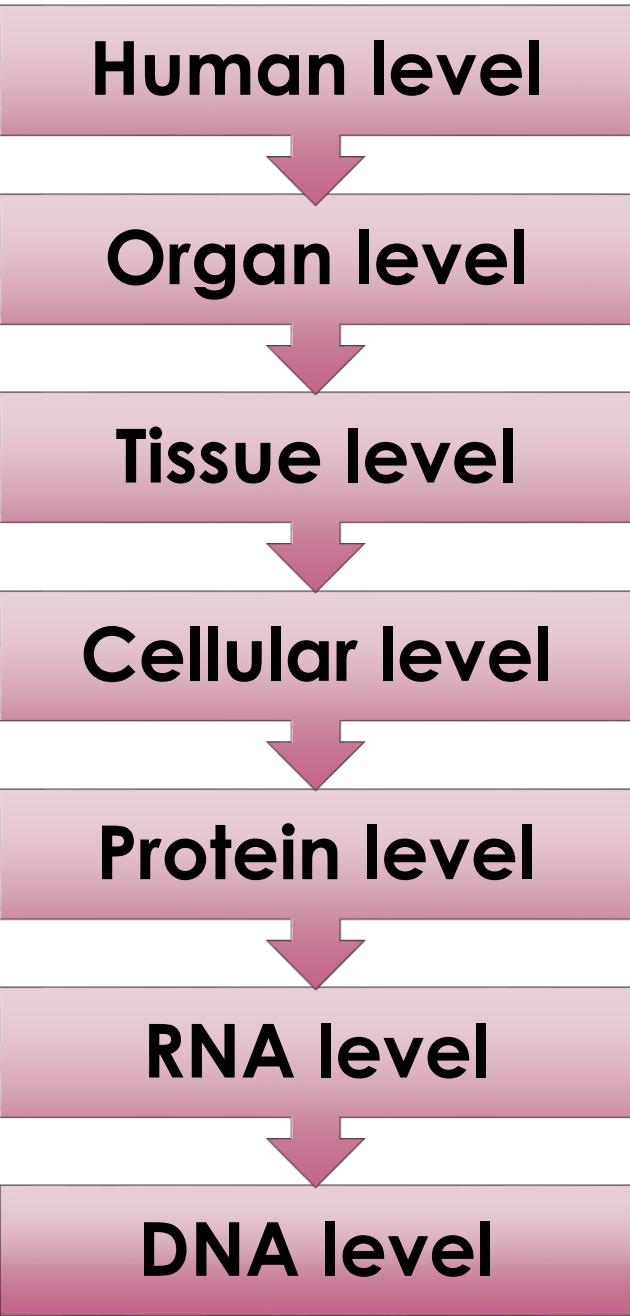 Human level
Organ level
Tissue level
Cellular level
Protein level
RNA level
DNA level